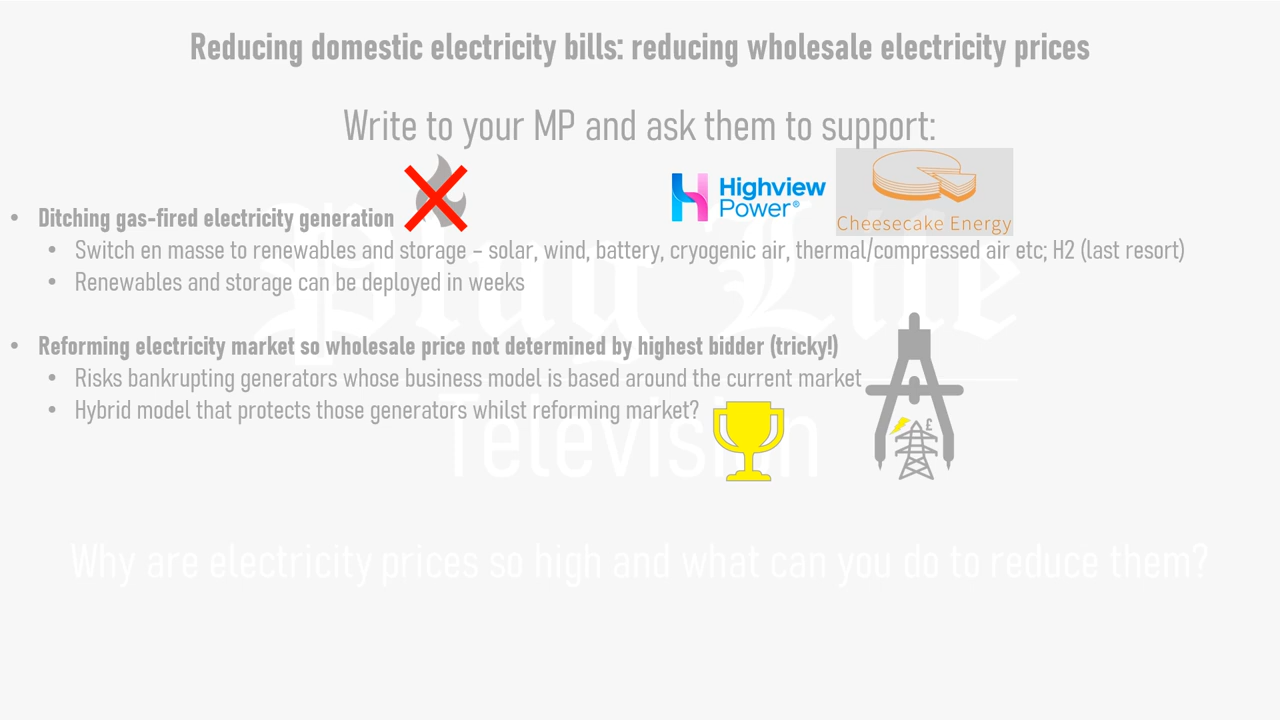 Reducing domestic electricity bills: reducing wholesale electricity prices
Write to your MP and ask them to support:
Highview
Power®
Cheesecake Energy
• Ditching gas-fired electricity generation
• Switch en masse to renewables and storage – solar, wind, battery, cryogenic air, thermal/compressed air etc; H2 (last resort)
• Renewables and storage can be deployed in weeks
• Reforming electricity market so wholesale price not determined by highest bidder (tricky!)
• Risks bankrupting generators whose business model is based around the current market
• Hybrid model that protects those generators whilst reforming market?
£
Television
Why are electricity prices so high and what can you do to reduce them?